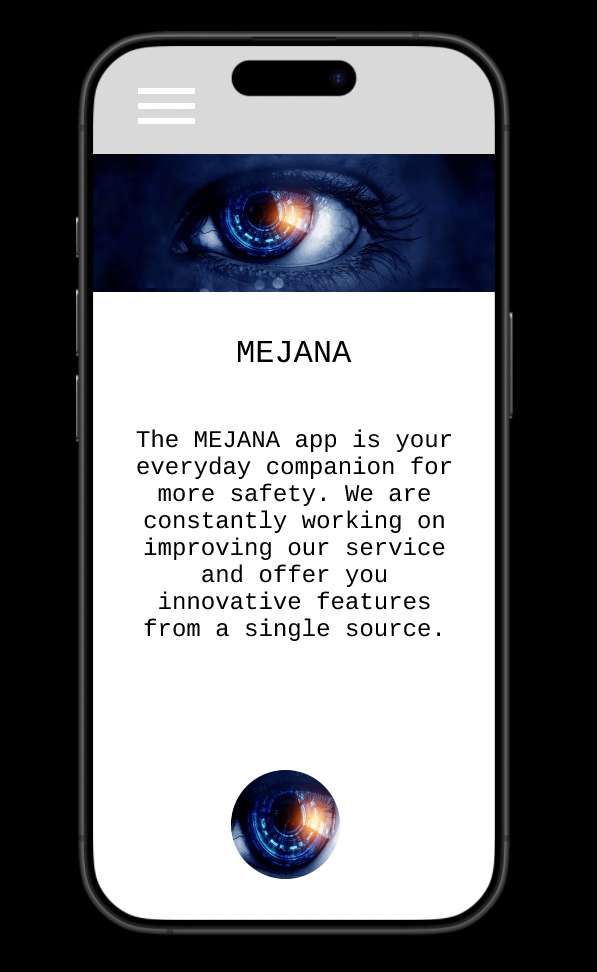 MEJANA
The MEJANA app is your
everyday companion for
more safety. We are
constantly working on
improving our service
and offer you
innovative features
from a single source.